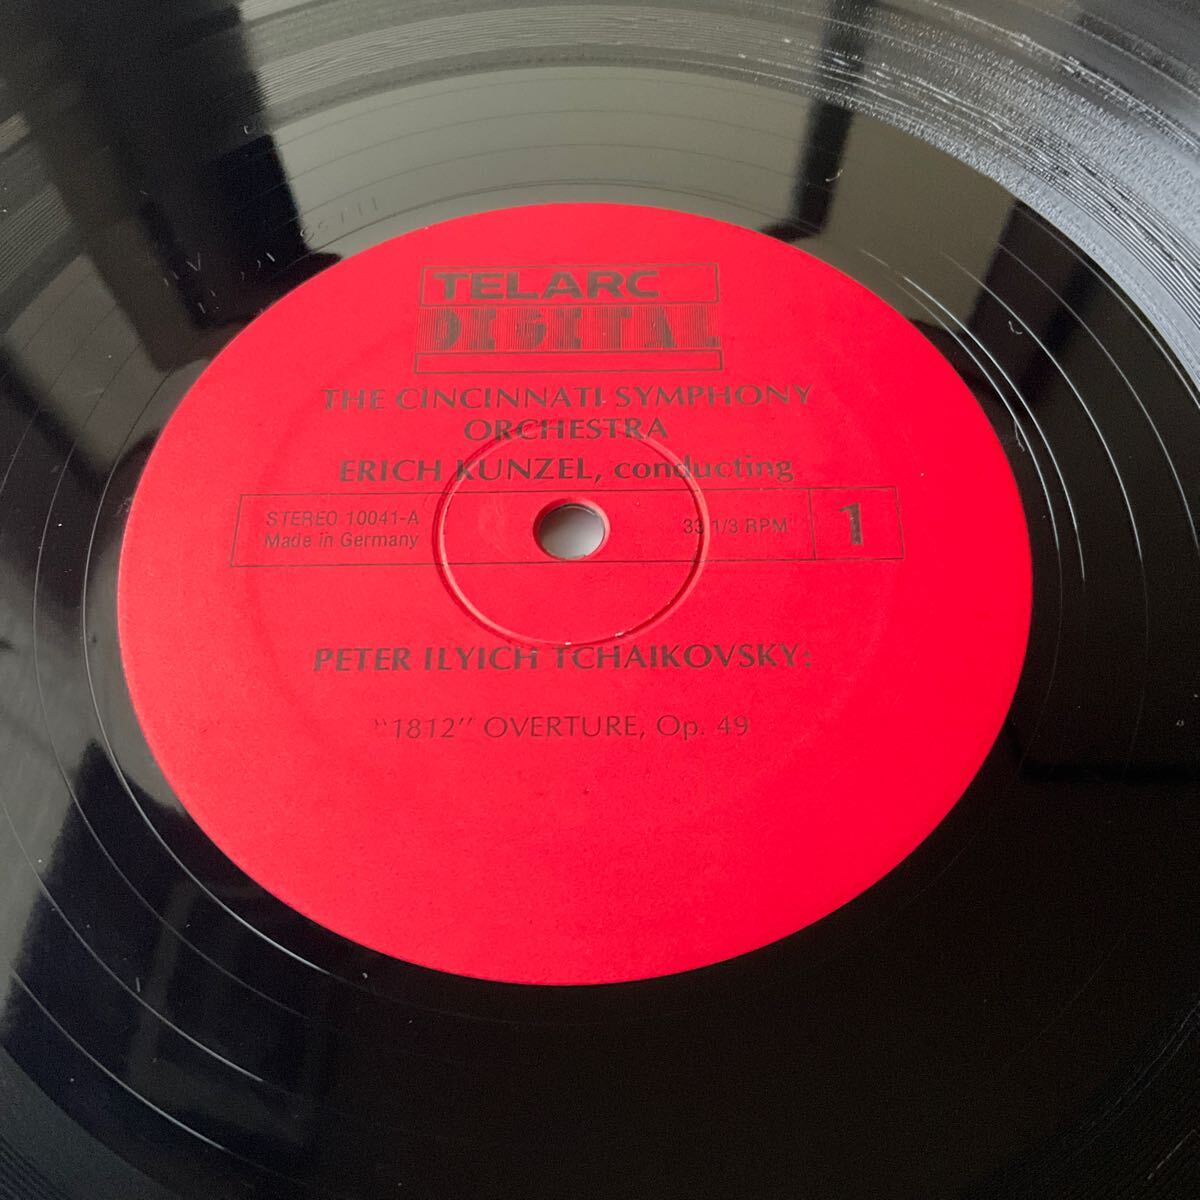 TELARC
DIGITAL
THE CINCINNATI SYMPHONY
ORCHESTRA
ERICH KUNZEL, conducting
STEREO 10041-A
Made in Germany
33 1/3 RPM
1
PETER ILYICH TCHAIKOVSKY:
"1812" OVERTURE, Op. 49